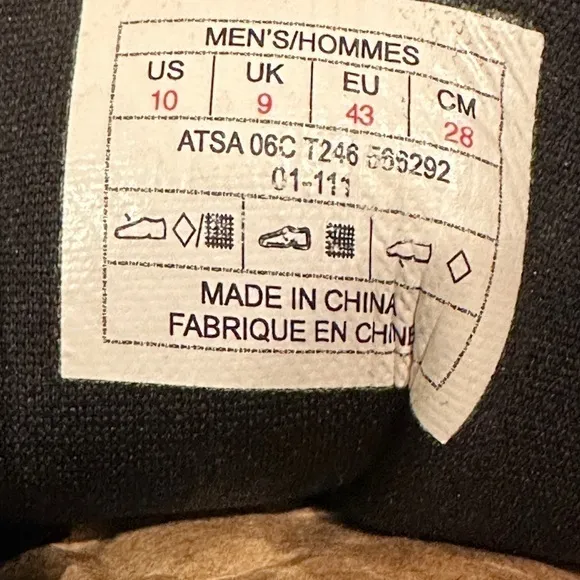 MEN'S/HOMMES
US UK EU CM
10 9 43 28
ATSA 06C T246 566292
01-111
MADE IN CHINA
FABRIQUE EN CHINE